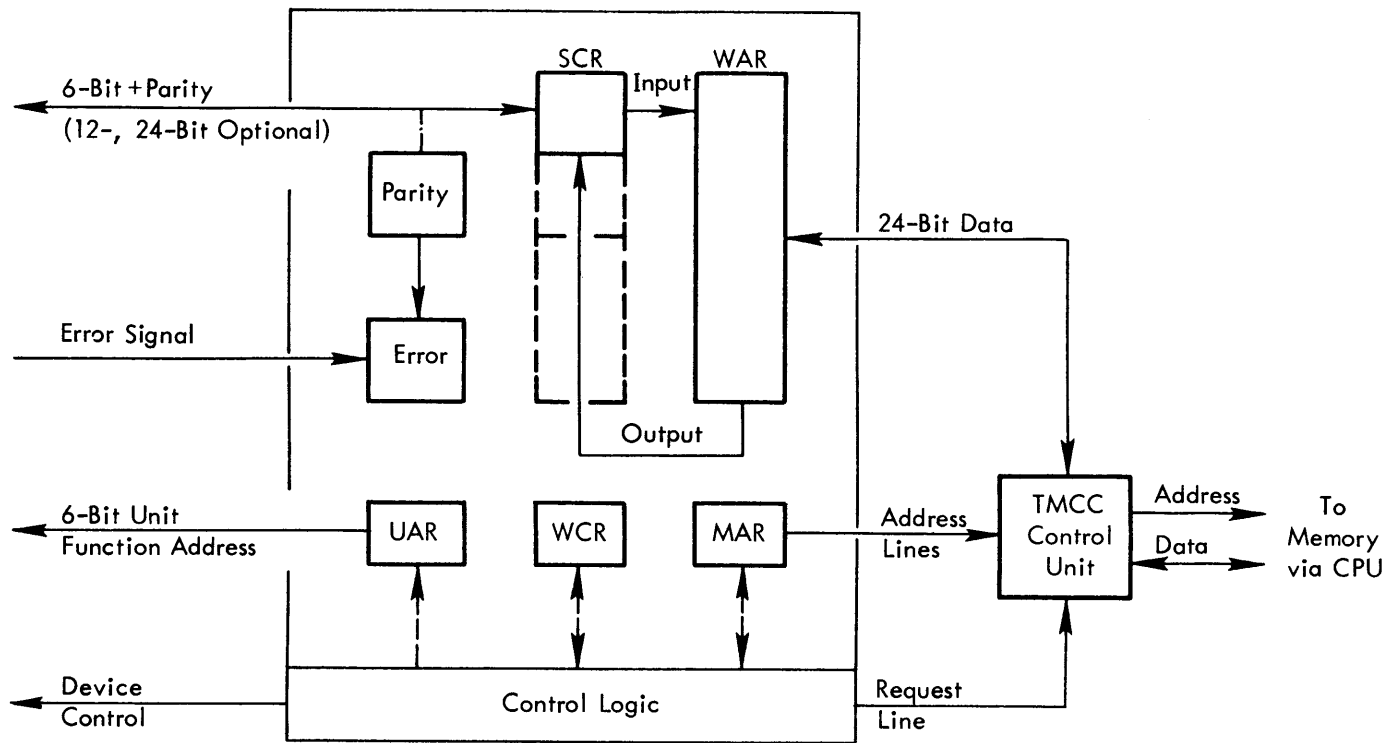 SCR
WAR
6-Bit+Parity
(12-, 24-Bit Optional)
Input
Parity
24-Bit Data
Error Signal
Error
Output
6-Bit Unit
Function Address
UAR
WCR
MAR
Address
Lines
TMCC
Control
Unit
Address
Data
To
Memory
via CPU
Device
Control
Control Logic
Request
Line